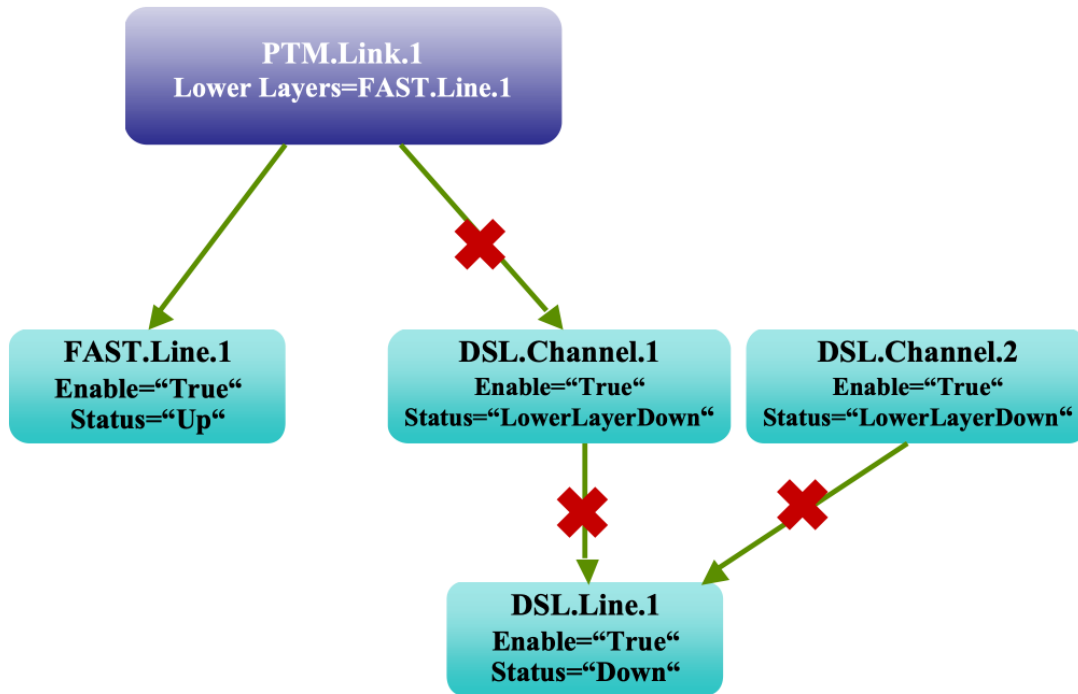 PTM.Link.1
Lower Layers=FAST.Line.1
FAST.Line.1
Enable=“True“
Status=“Up“
DSL.Channel.1
Enable=“True“
Status=“LowerLayerDown“
DSL.Channel.2
Enable=“True“
Status=“LowerLayerDown“
DSL.Line.1
Enable=“True“
Status=“Down“